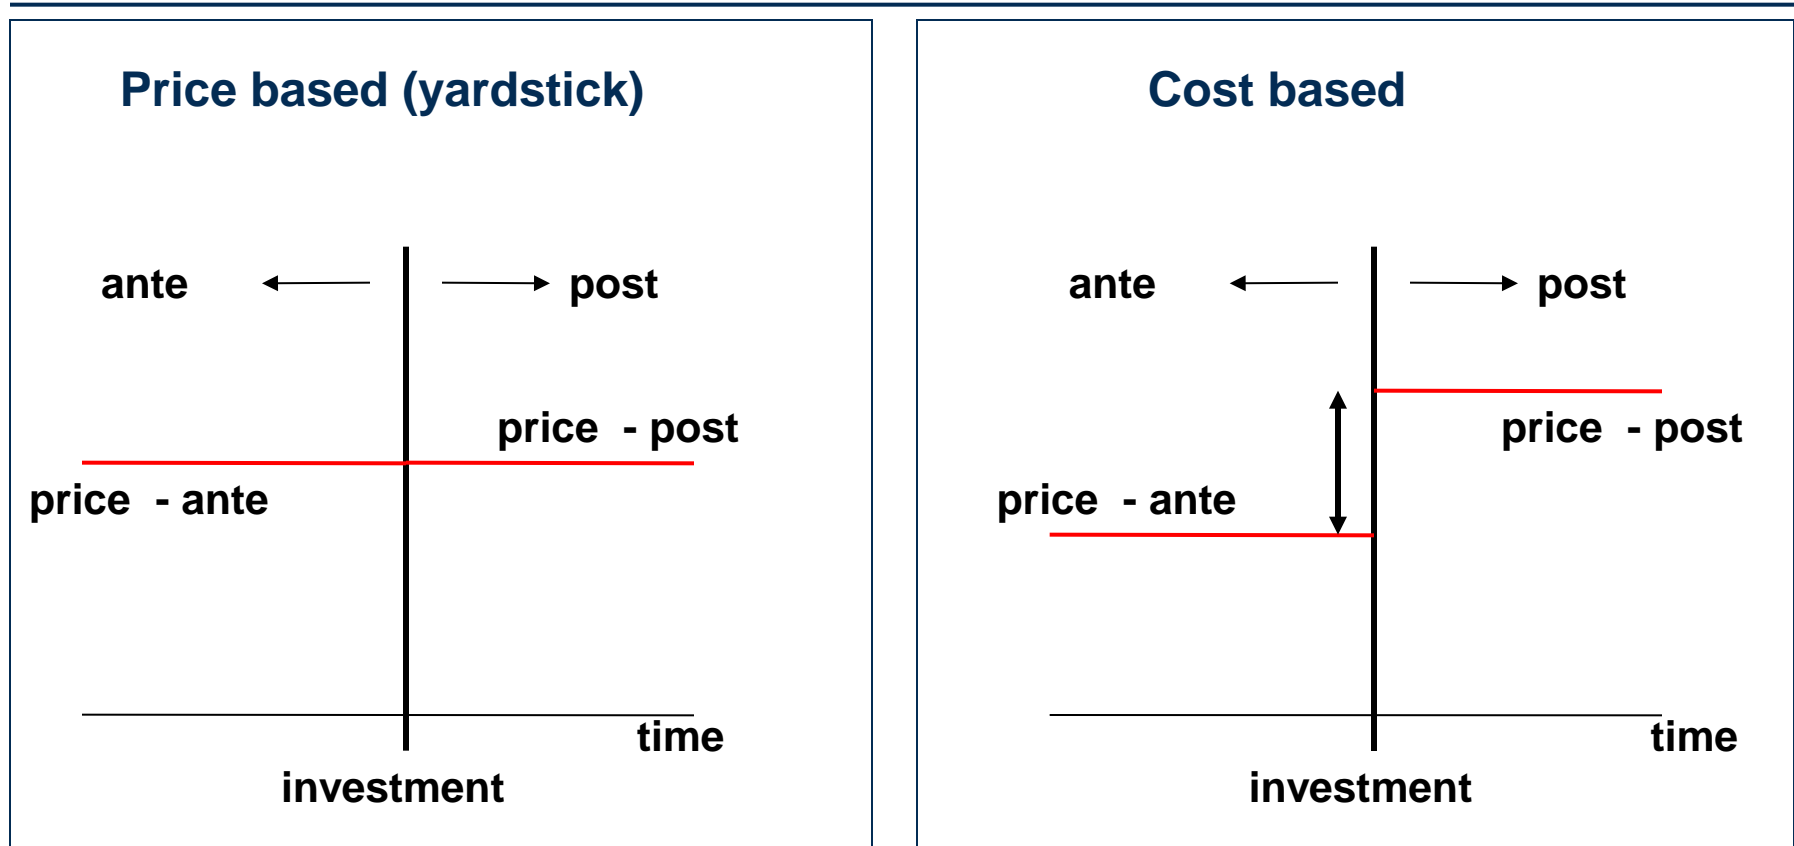 Price based (yardstick)
ante
post
price - post
price - ante
time
investment
Cost based
ante
post
price - post
price - ante
time
investment